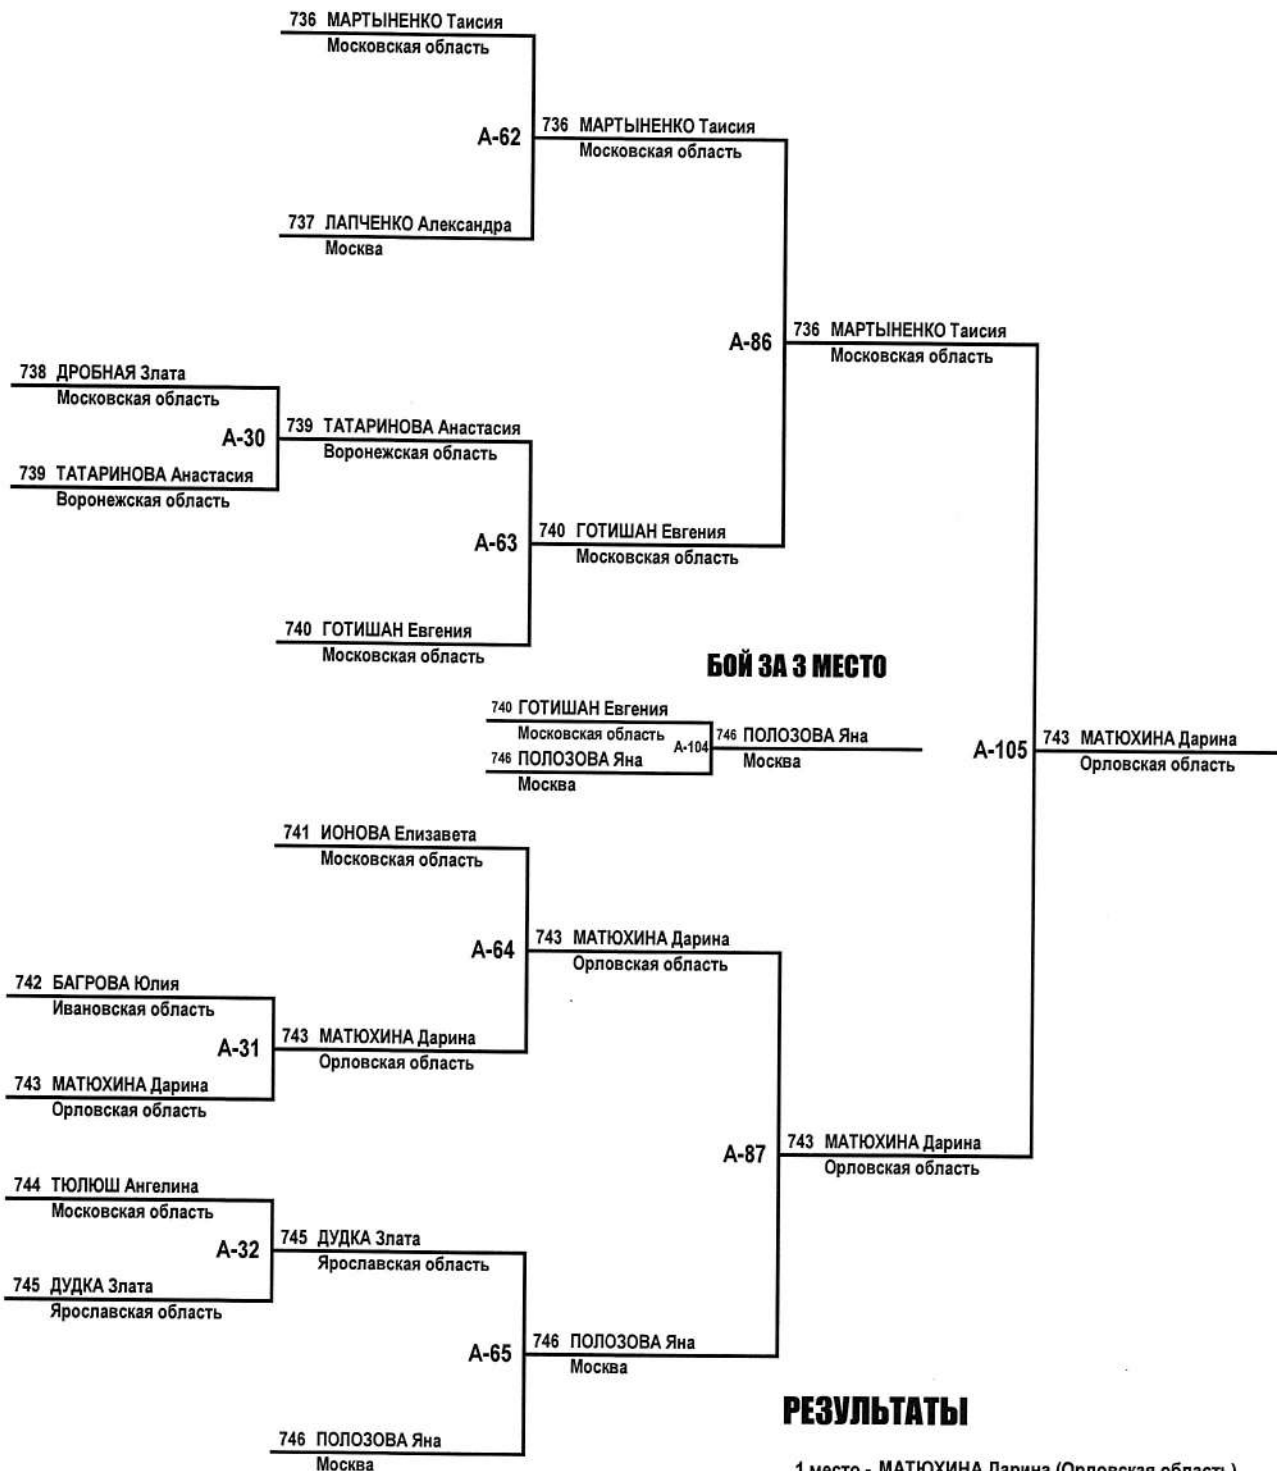 736 МАРТЫНЕНКО Таисия
Московская область
А-62
736 МАРТЫНЕНКО Таисия
Московская область
737 ЛАПЧЕНКО Александра
Москва
А-86
736 МАРТЫНЕНКО Таисия
Московская область
738 ДРОБНАЯ Злата
Московская область
А-30
739 ТАТАРИНОВА Анастасия
Воронежская область
739 ТАТАРИНОВА Анастасия
Воронежская область
А-63
740 ГОТИШАН Евгения
Московская область
740 ГОТИШАН Евгения
Московская область
БОЙ ЗА 3 МЕСТО
740 ГОТИШАН Евгения
Московская область
А-104
746 ПОЛОЗОВА Яна
Москва
746 ПОЛОЗОВА Яна
Москва
А-105
743 МАТЮХИНА Дарина
Орловская область
741 ИОНОВА Елизавета
Московская область
А-64
743 МАТЮХИНА Дарина
Орловская область
742 БАГРОВА Юлия
Ивановская область
А-31
743 МАТЮХИНА Дарина
Орловская область
743 МАТЮХИНА Дарина
Орловская область
А-87
743 МАТЮХИНА Дарина
Орловская область
744 ТЮЛЮШ Ангелина
Московская область
А-32
745 ДУДКА Злата
Ярославская область
745 ДУДКА Злата
Ярославская область
А-65
746 ПОЛОЗОВА Яна
Москва
746 ПОЛОЗОВА Яна
Москва
РЕЗУЛЬТАТЫ
1 место - МАТЮХИНА Дарина (Орловская область)